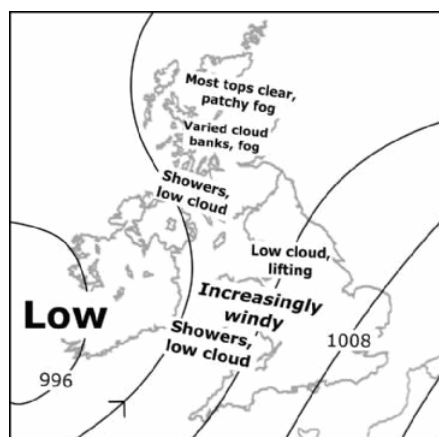 Most tops clear,
patchy fog
Varied cloud
banks, fog
Showers,
low cloud
Low cloud,
lifting
Increasingly
windy
Low
Showers,
low cloud
1008
996